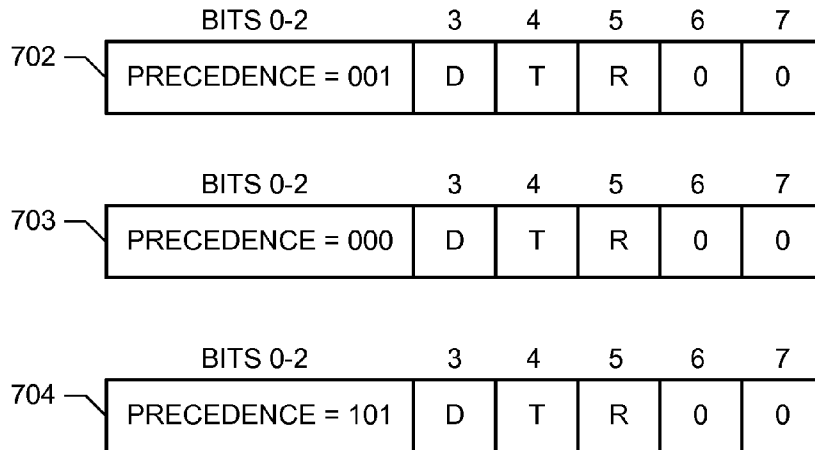 BITS 0-2 3 4 5 6 7
702 PRECEDENCE = 001 D T R 0 0
BITS 0-2 3 4 5 6 7
703 PRECEDENCE = 000 D T R 0 0
BITS 0-2 3 4 5 6 7
704 PRECEDENCE = 101 D T R 0 0